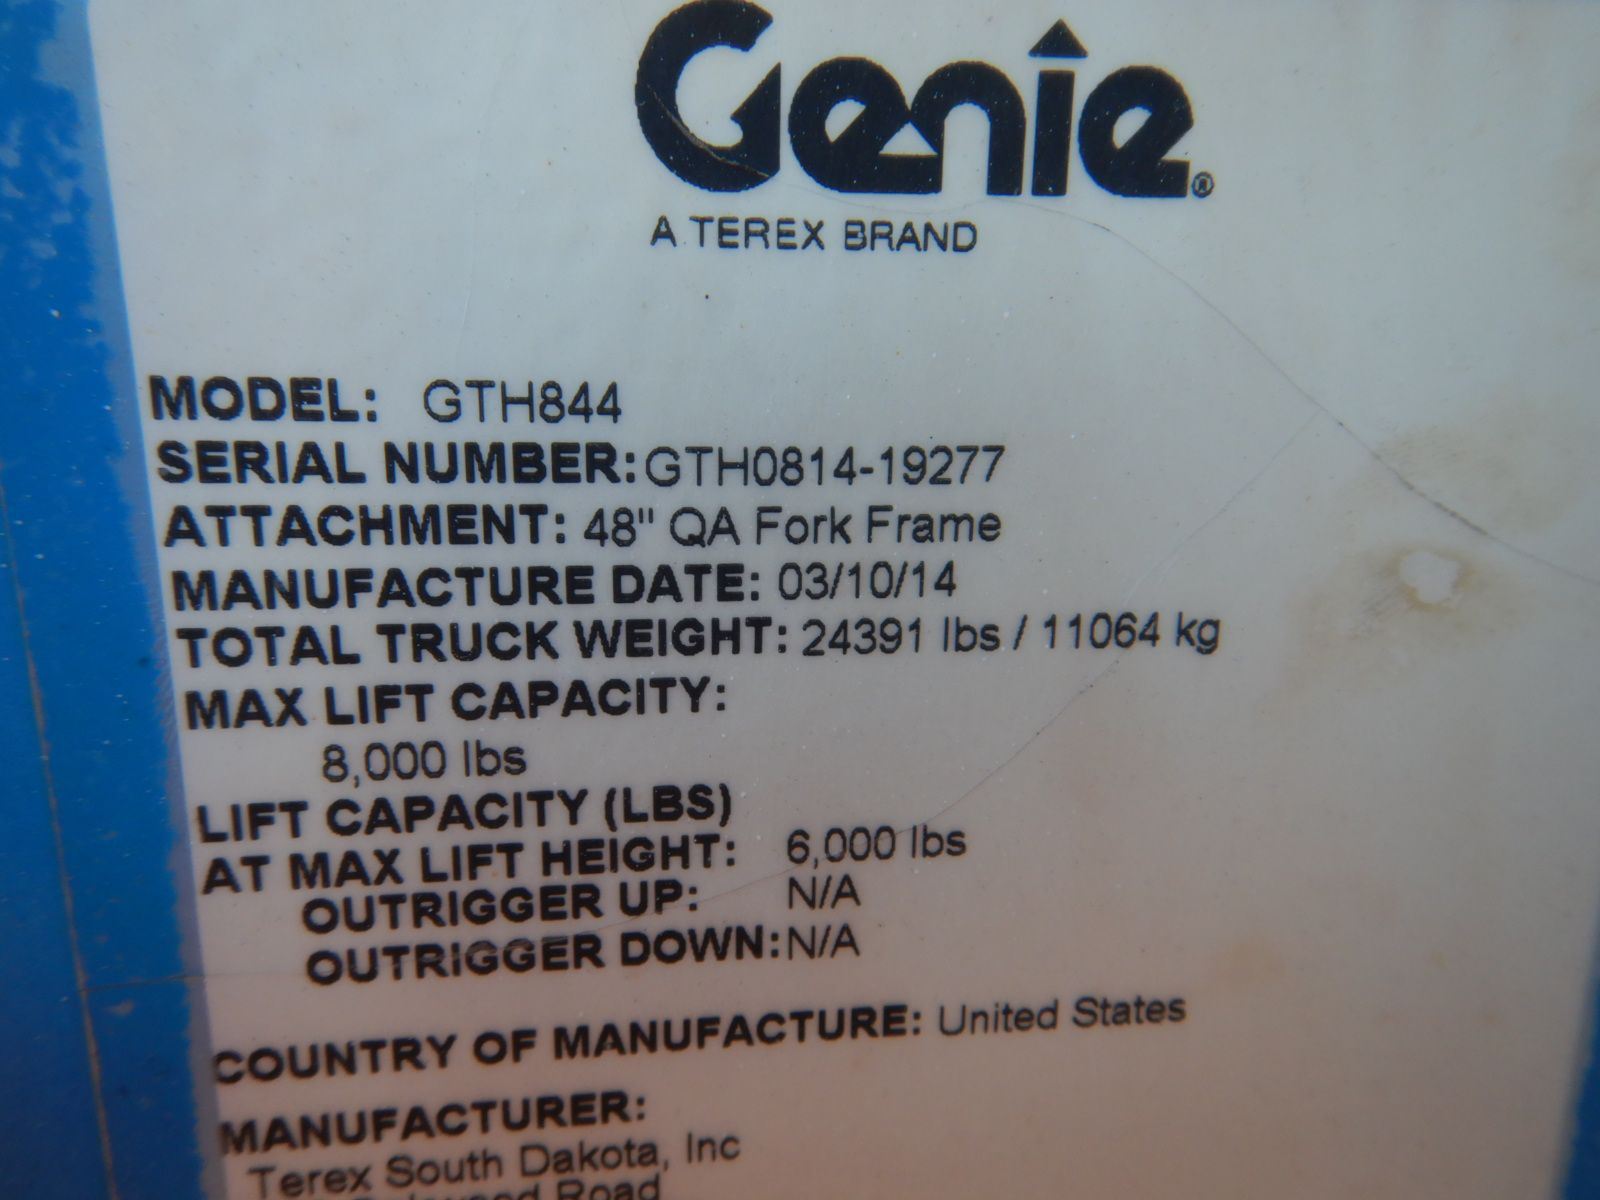 Genie®
A TEREX BRAND
MODEL: GTH844
SERIAL NUMBER: GTH0814-19277
ATTACHMENT: 48" QA Fork Frame
MANUFACTURE DATE: 03/10/14
TOTAL TRUCK WEIGHT: 24391 lbs / 11064 kg
MAX LIFT CAPACITY:
8,000 lbs
LIFT CAPACITY (LBS)
AT MAX LIFT HEIGHT: 6,000 lbs
OUTRIGGER UP: N/A
OUTRIGGER DOWN: N/A
COUNTRY OF MANUFACTURE: United States
MANUFACTURER:
Terex South Dakota, Inc
Road